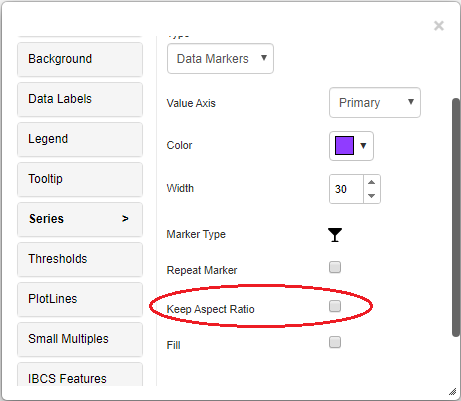 Type
Background
Data Markers
Data Labels
Value Axis Primary
Legend
Color
Tooltip
Width 30
Series >
Marker Type
Thresholds
Repeat Marker
PlotLines
Keep Aspect Ratio
Small Multiples
Fill
IBCS Features